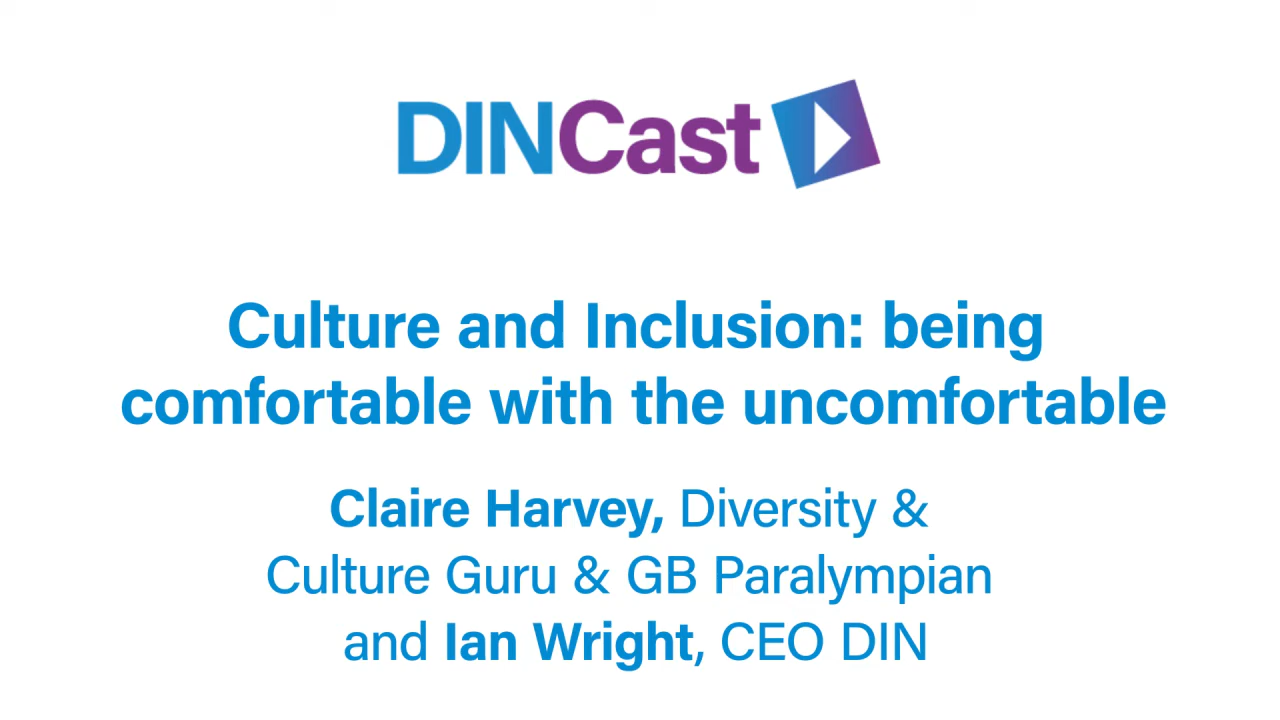 DINCast
Culture and Inclusion: being
comfortable with the uncomfortable
Claire Harvey, Diversity &
Culture Guru & GB Paralympian
and Ian Wright, CEO DIN